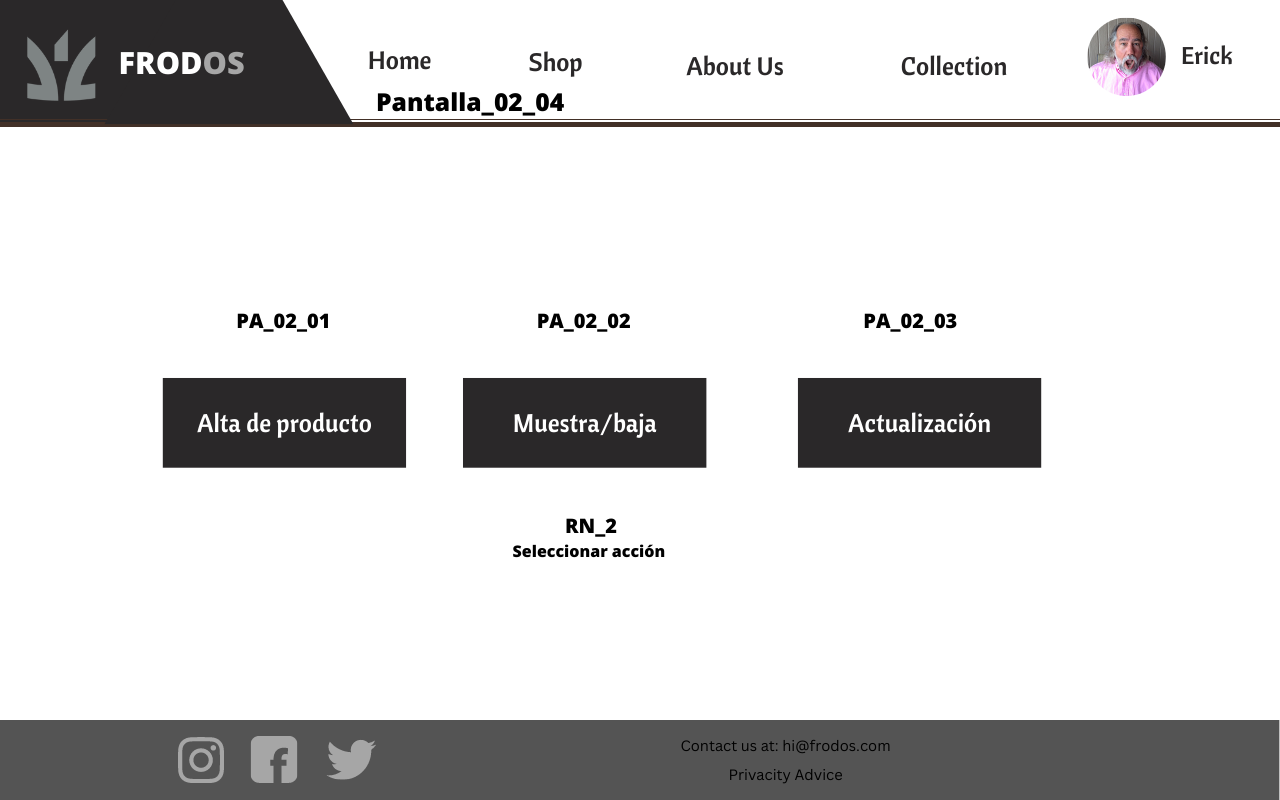 FRODOS
Home
Shop
About Us
Collection
Erick
Pantalla_02_04
PA_02_01
PA_02_02
PA_02_03
Alta de producto
Muestra/baja
Actualización
RN_2
Seleccionar acción
Contact us at: hi@frodos.com
Privacity Advice